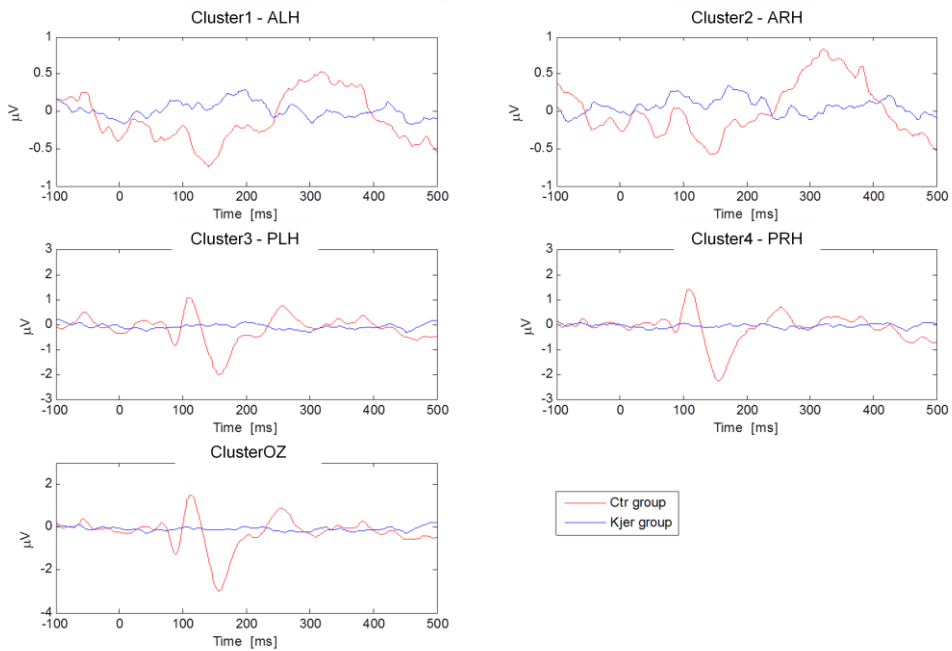 Cluster1 - ALH
1
0.5
0
-0.5
-1
µV
-100 0 100 200 300 400 500
Time [ms]
Cluster2 - ARH
1
0.5
0
-0.5
-1
µV
-100 0 100 200 300 400 500
Time [ms]
Cluster3 - PLH
3
2
1
0
-1
-2
-3
µV
-100 0 100 200 300 400 500
Time [ms]
Cluster4 - PRH
3
2
1
0
-1
-2
-3
µV
-100 0 100 200 300 400 500
Time [ms]
ClusterOZ
2
0
-2
-4
µV
-100 0 100 200 300 400 500
Time [ms]
Ctr group
Kjer group